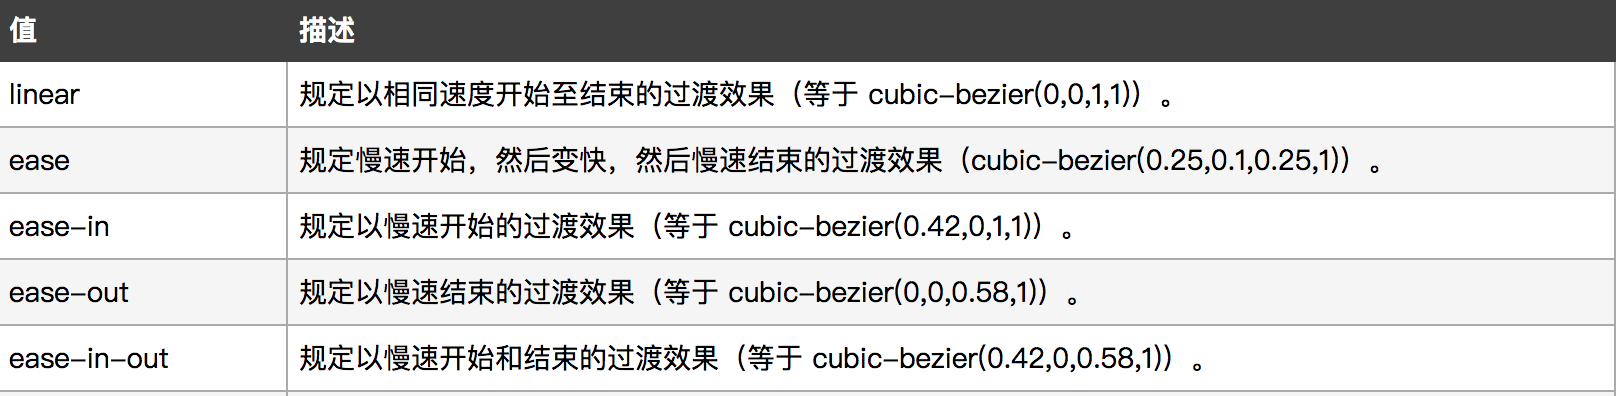 值 描述
linear 规定以相同速度开始至结束的过渡效果（等于 cubic-bezier(0,0,1,1)）。
ease 规定慢速开始，然后变快，然后慢速结束的过渡效果（cubic-bezier(0.25,0.1,0.25,1)）。
ease-in 规定以慢速开始的过渡效果（等于 cubic-bezier(0.42,0,1,1)）。
ease-out 规定以慢速结束的过渡效果（等于 cubic-bezier(0,0,0.58,1)）。
ease-in-out 规定以慢速开始和结束的过渡效果（等于 cubic-bezier(0.42,0,0.58,1)）。